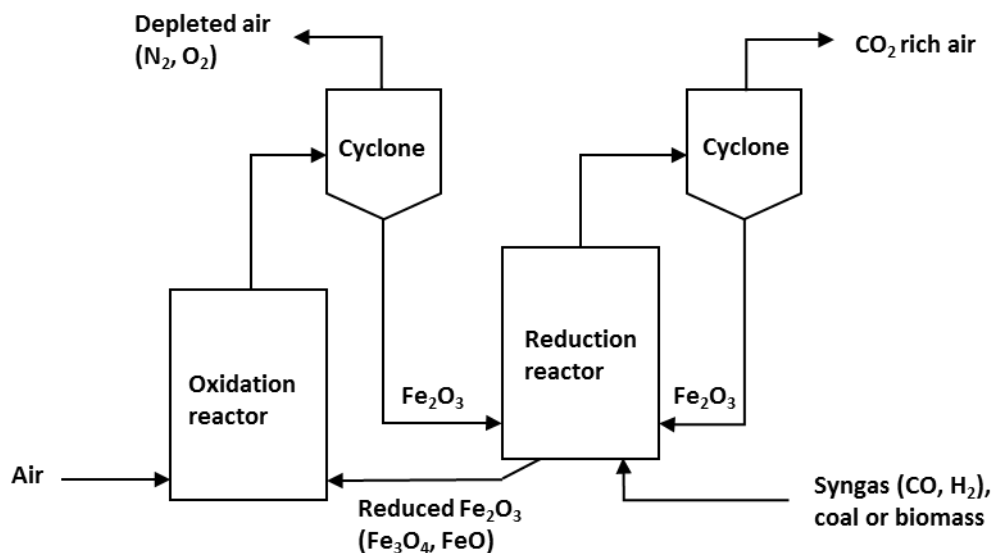 Depleted air
(N₂, O₂)
CO₂ rich air
Cyclone
Cyclone
Oxidation
reactor
Reduction
reactor
Fe₂O₃
Fe₂O₃
Air
Reduced Fe₂O₃
(Fe₃O₄, FeO)
Syngas (CO, H₂),
coal or biomass